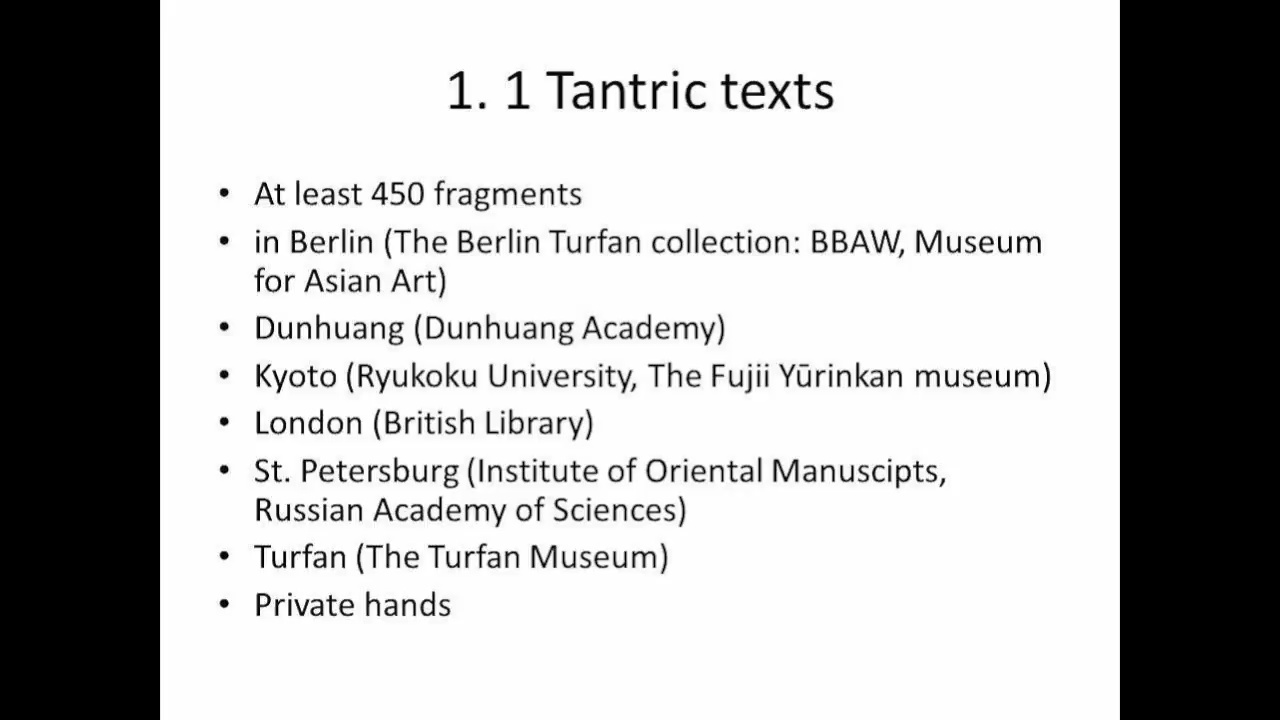 1. 1 Tantric texts
• At least 450 fragments
• in Berlin (The Berlin Turfan collection: BBAW, Museum
for Asian Art)
• Dunhuang (Dunhuang Academy)
• Kyoto (Ryukoku University, The Fujii Yūrinkan museum)
• London (British Library)
• St. Petersburg (Institute of Oriental Manuscipts,
Russian Academy of Sciences)
• Turfan (The Turfan Museum)
• Private hands